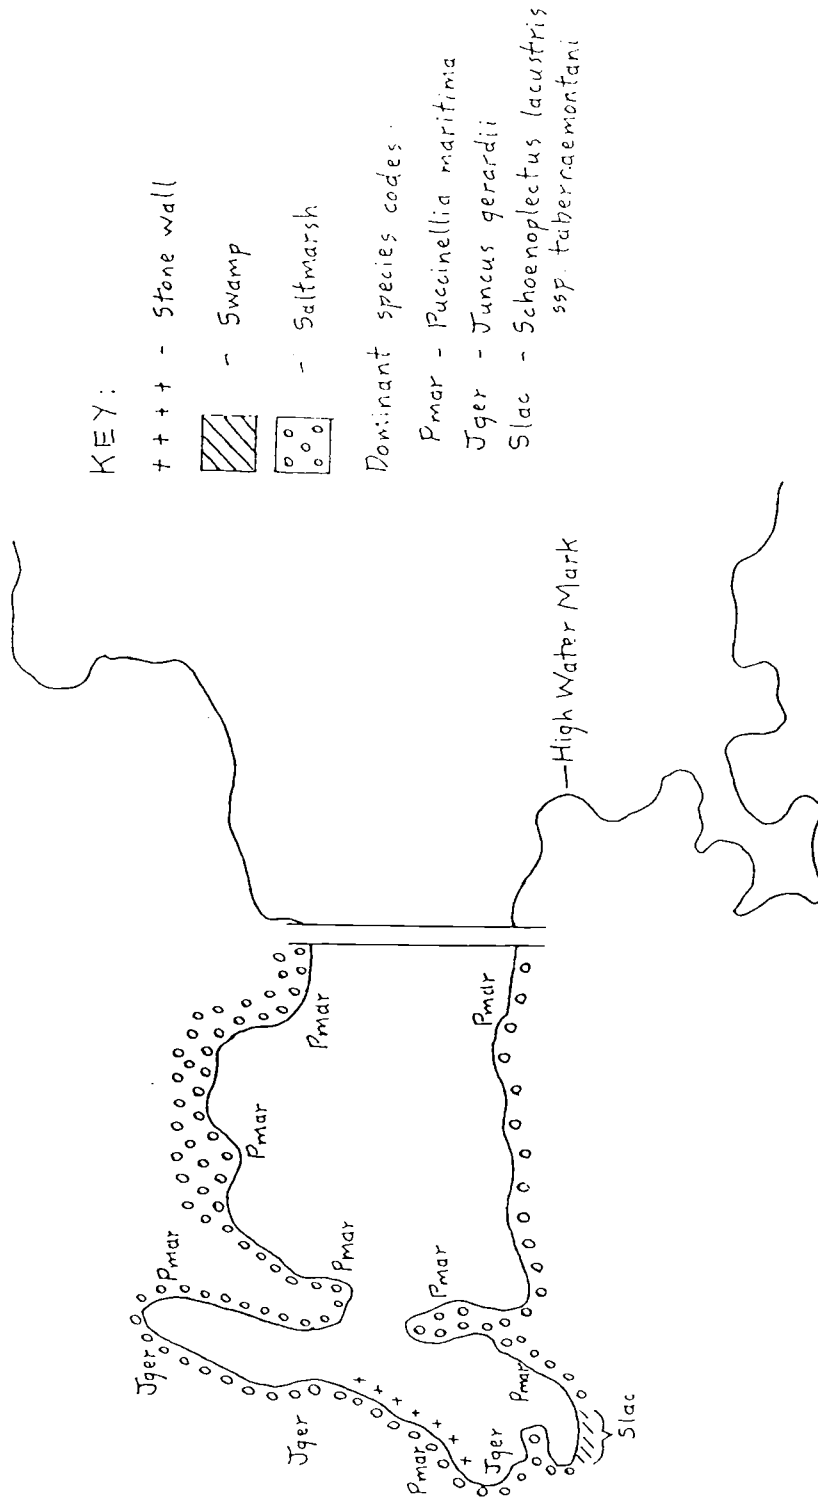 KEY:
++++ - Stone wall
- Swamp
- Saltmarsh
Dominant species codes:
Pmar - Puccinellia maritima
Jger - Juncus gerardii
Slac - Schoenoplectus lacustris
ssp. tabernaemontani
Jger
Pmar
Pmar
Jger
Pmar
Pmar
Pmar
Pmar
Pmar
Jger
Pmar
High Water Mark
Slac